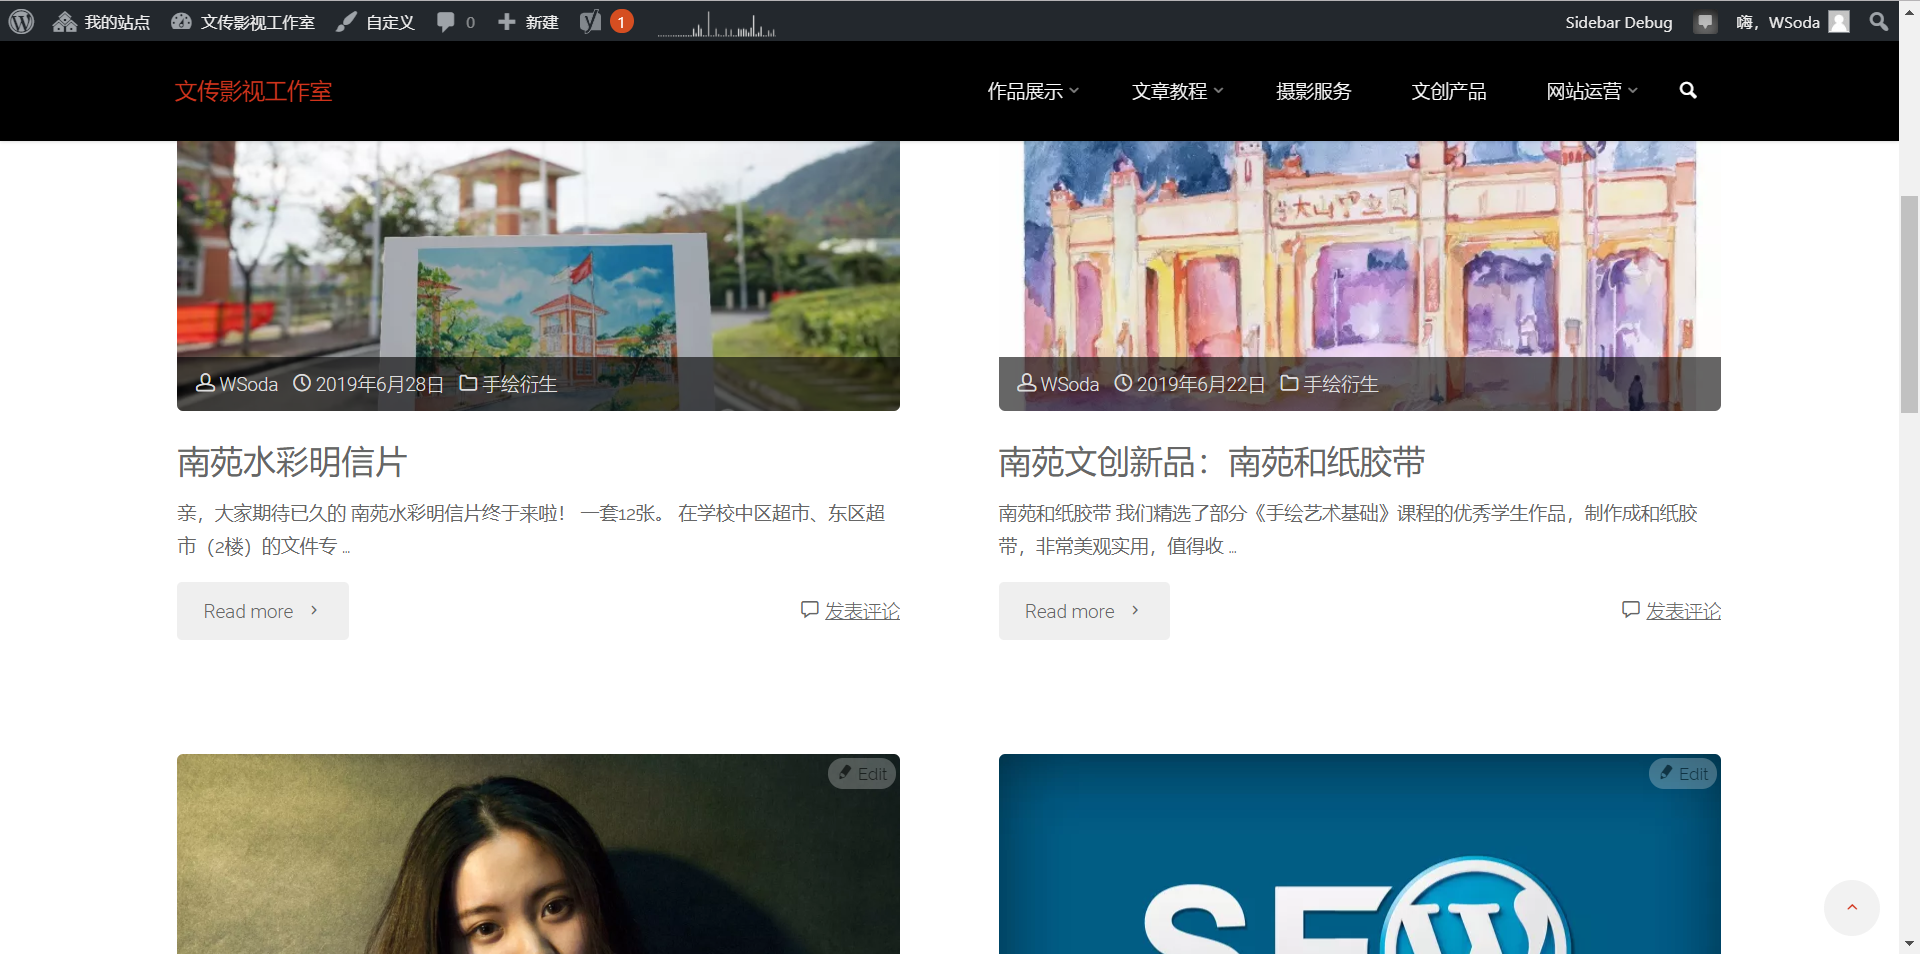 我的站点 文传影视工作室 自定义 0 新建 1 Sidebar Debug 嗨，WSoda
文传影视工作室 作品展示 文章教程 摄影服务 文创产品 网站运营
WSoda 2019年6月28日 手绘衍生
WSoda 2019年6月22日 手绘衍生
南苑水彩明信片
亲，大家期待已久的 南苑水彩明信片终于来啦！ 一套12张。 在学校中区超市、东区超
市（2楼）的文件专 ...
Read more
发表评论
南苑文创新品：南苑和纸胶带
南苑和纸胶带 我们精选了部分《手绘艺术基础》课程的优秀学生作品，制作成和纸胶
带，非常美观实用，值得收 ...
Read more
发表评论
Edit
Edit
SE